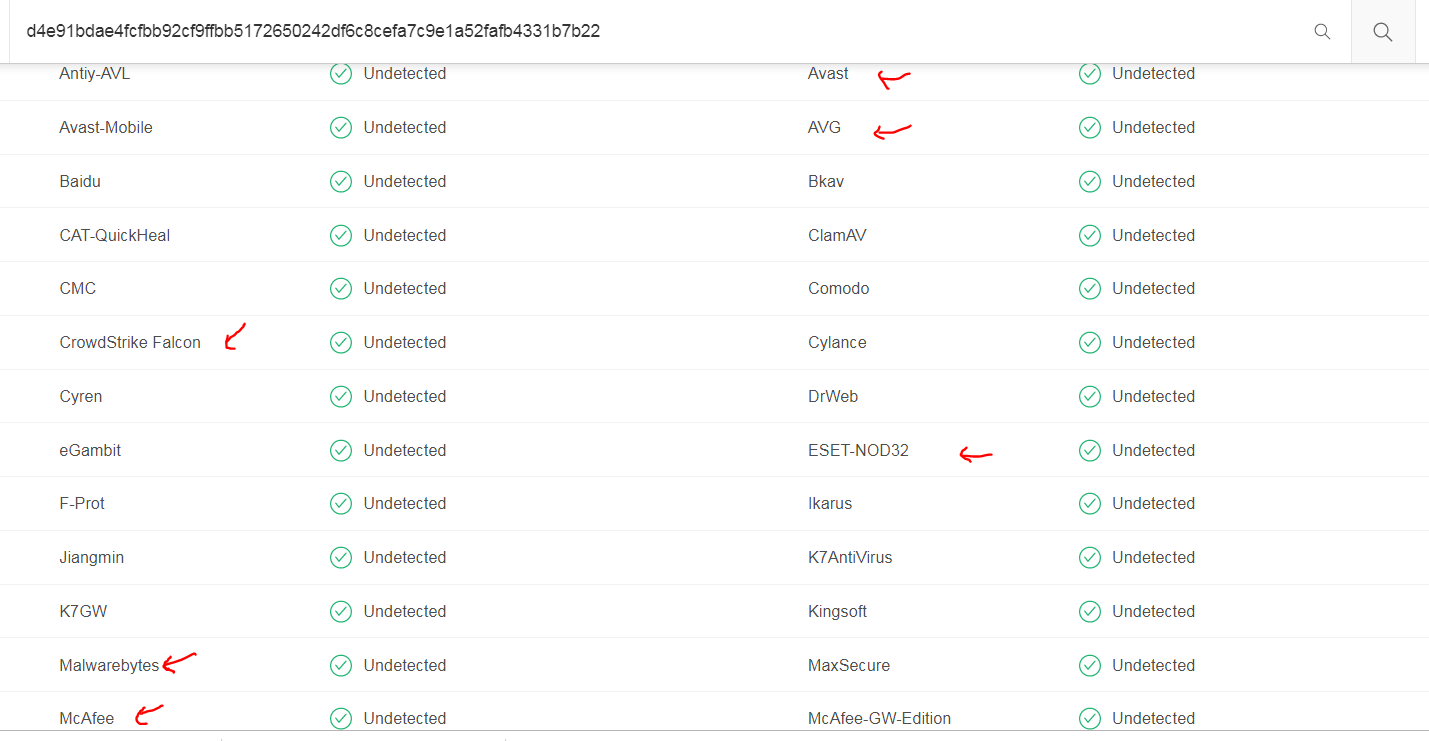 d4e91bdae4fcfbb92cf9ffbb5172650242df6c8cefa7c9e1a52fafb4331b7b22
Antiy-AVL Undetected Avast Undetected
Avast-Mobile Undetected AVG Undetected
Baidu Undetected Bkav Undetected
CAT-QuickHeal Undetected ClamAV Undetected
CMC Undetected Comodo Undetected
CrowdStrike Falcon Undetected Cylance Undetected
Cyren Undetected DrWeb Undetected
eGambit Undetected ESET-NOD32 Undetected
F-Prot Undetected Ikarus Undetected
Jiangmin Undetected K7AntiVirus Undetected
K7GW Undetected Kingsoft Undetected
Malwarebytes Undetected MaxSecure Undetected
McAfee Undetected McAfee-GW-Edition Undetected